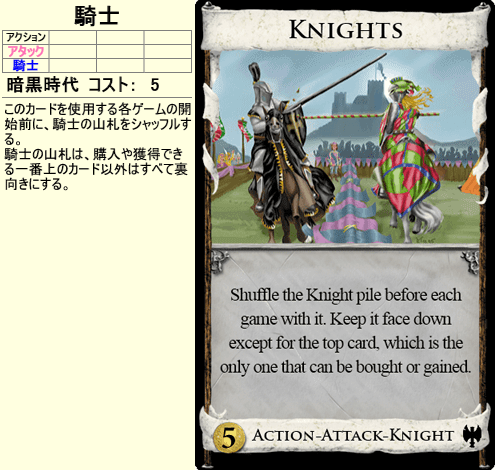 騎士
アクション
アタック
騎士
暗黒時代 コスト: 5
このカードを使用する各ゲームの開
始前に、騎士の山札をシャッフルす
る。
騎士の山札は、購入や獲得でき
る一番上のカード以外はすべて裏
向きにする。
KNIGHTS
Shuffle the Knight pile before each
game with it. Keep it face down
except for the top card, which is the
only one that can be bought or gained.
5 ACTION-ATTACK-KNIGHT